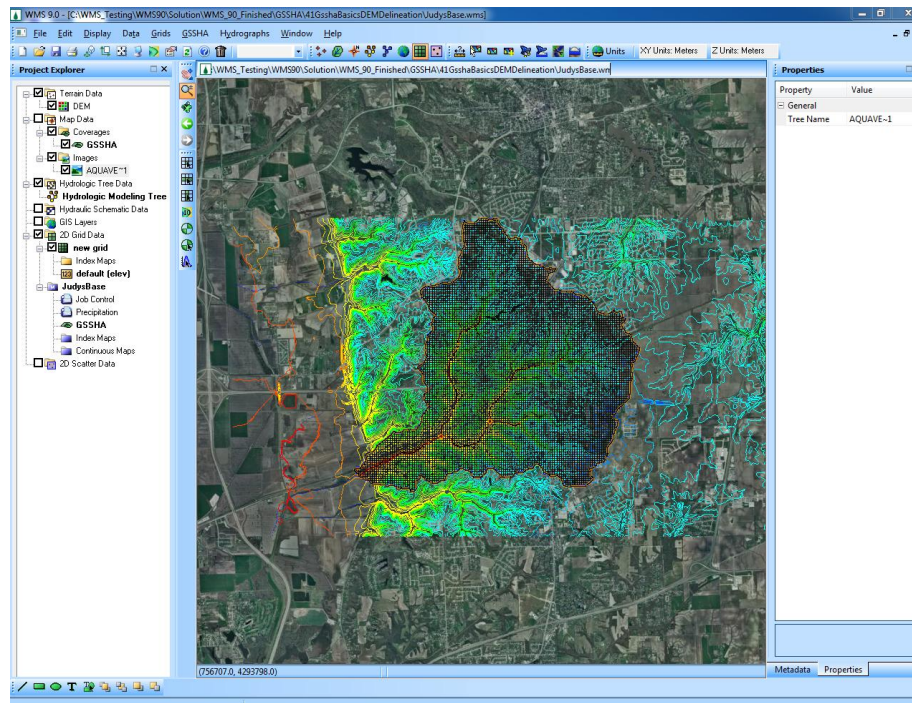 WMS 9.0 - [C:\WMS_Testing\WMS90\Solution\WMS_90_Finished\GSSHA\41GsshaBasicsDEMDelineation\JudysBase.wms]
File Edit Display Data Grids GSSHA Hydrographs Window Help
Units XY Units: Meters Z Units: Meters
Project Explorer
\WMS_Testing\WMS90\Solution\WMS_90_Finished\GSSHA\41GsshaBasicsDEMDelineation\JudysBase.wm
Properties
Terrain Data
DEM
Map Data
Coverages
GSSHA
Images
AQUAVE~1
Hydrologic Tree Data
Hydrologic Modeling Tree
Hydraulic Schematic Data
GIS Layers
2D Grid Data
new grid
Index Maps
default (elev)
JudysBase
Job Control
Precipitation
GSSHA
Index Maps
Continuous Maps
2D Scatter Data
Property Value
General
Tree Name AQUAVE~1
(756707.0, 4293798.0)
Metadata Properties
T